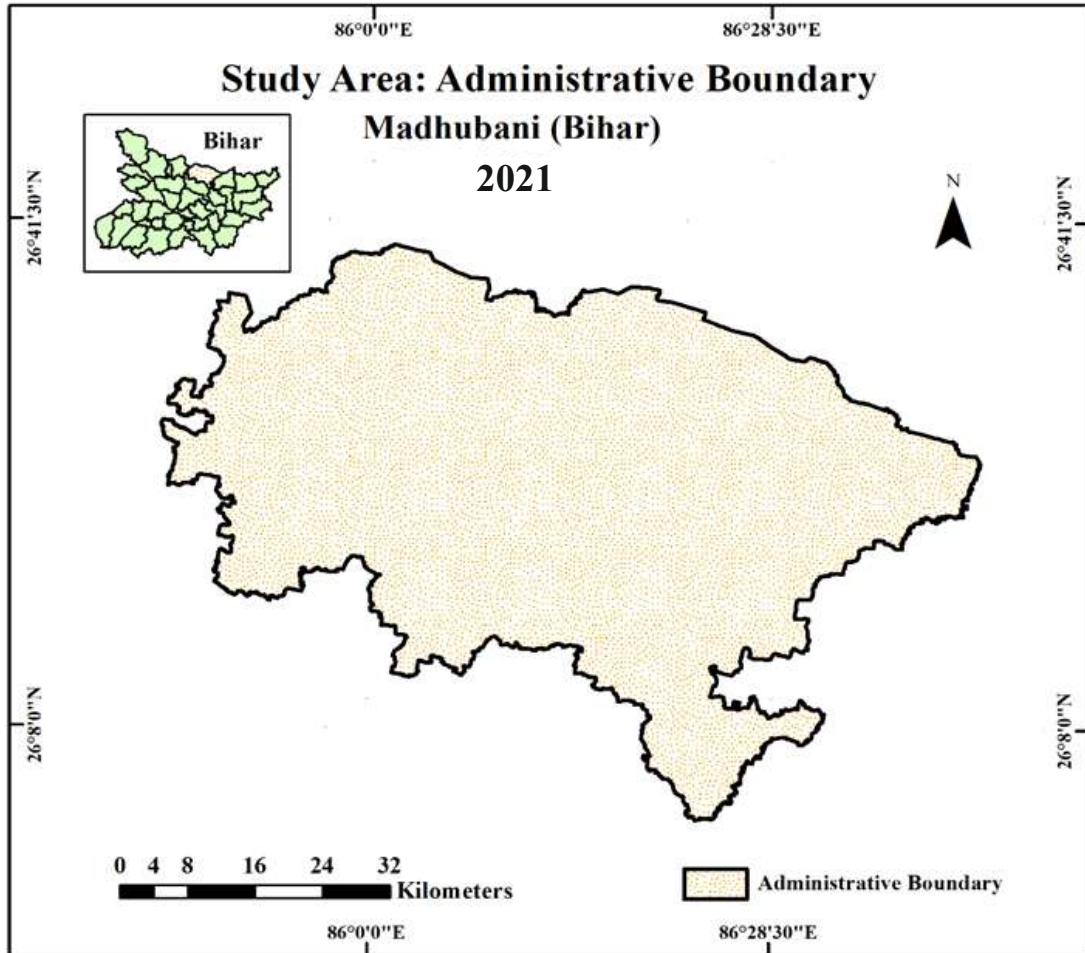 86°0'0"E 86°28'30"E
Study Area: Administrative Boundary
Madhubani (Bihar)
2021
Bihar
N
26°41'30"N 26°41'30"N
26°8'0"N 26°8'0"N
0 4 8 16 24 32
Kilometers
Administrative Boundary
86°0'0"E 86°28'30"E